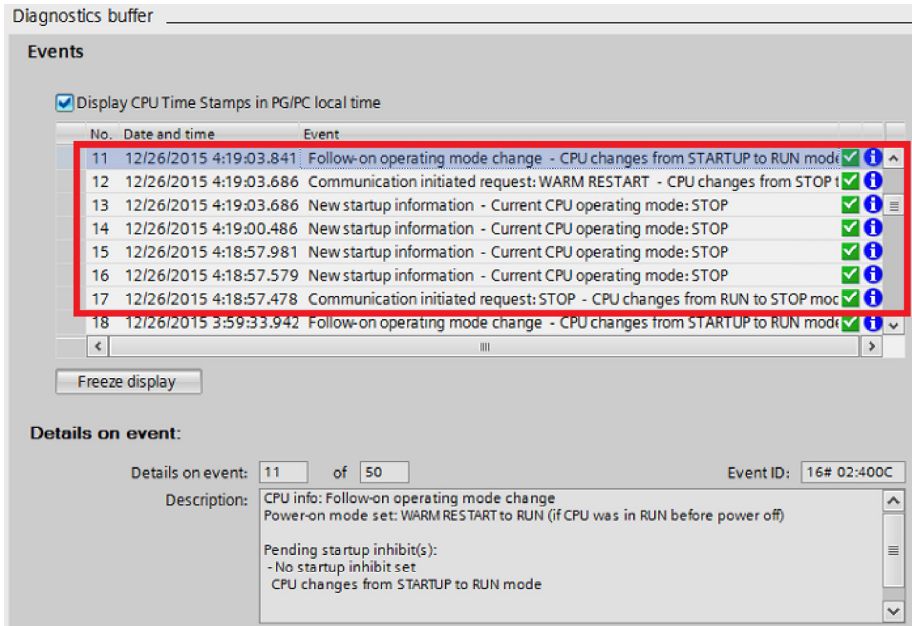 Diagnostics buffer
Events
Display CPU Time Stamps in PG/PC local time
No. Date and time Event
11 12/26/2015 4:19:03.841 Follow-on operating mode change - CPU changes from STARTUP to RUN mode
12 12/26/2015 4:19:03.686 Communication initiated request: WARM RESTART - CPU changes from STOP t
13 12/26/2015 4:19:03.686 New startup information - Current CPU operating mode: STOP
14 12/26/2015 4:19:00.486 New startup information - Current CPU operating mode: STOP
15 12/26/2015 4:18:57.981 New startup information - Current CPU operating mode: STOP
16 12/26/2015 4:18:57.579 New startup information - Current CPU operating mode: STOP
17 12/26/2015 4:18:57.478 Communication initiated request: STOP - CPU changes from RUN to STOP moc
18 12/26/2015 3:59:33.942 Follow-on operating mode change - CPU changes from STARTUP to RUN mode
Freeze display
Details on event:
Details on event: 11 of 50 Event ID: 16# 02:400C
Description: CPU info: Follow-on operating mode change
Power-on mode set: WARM RESTART to RUN (if CPU was in RUN before power off)
Pending startup inhibit(s):
- No startup inhibit set
CPU changes from STARTUP to RUN mode